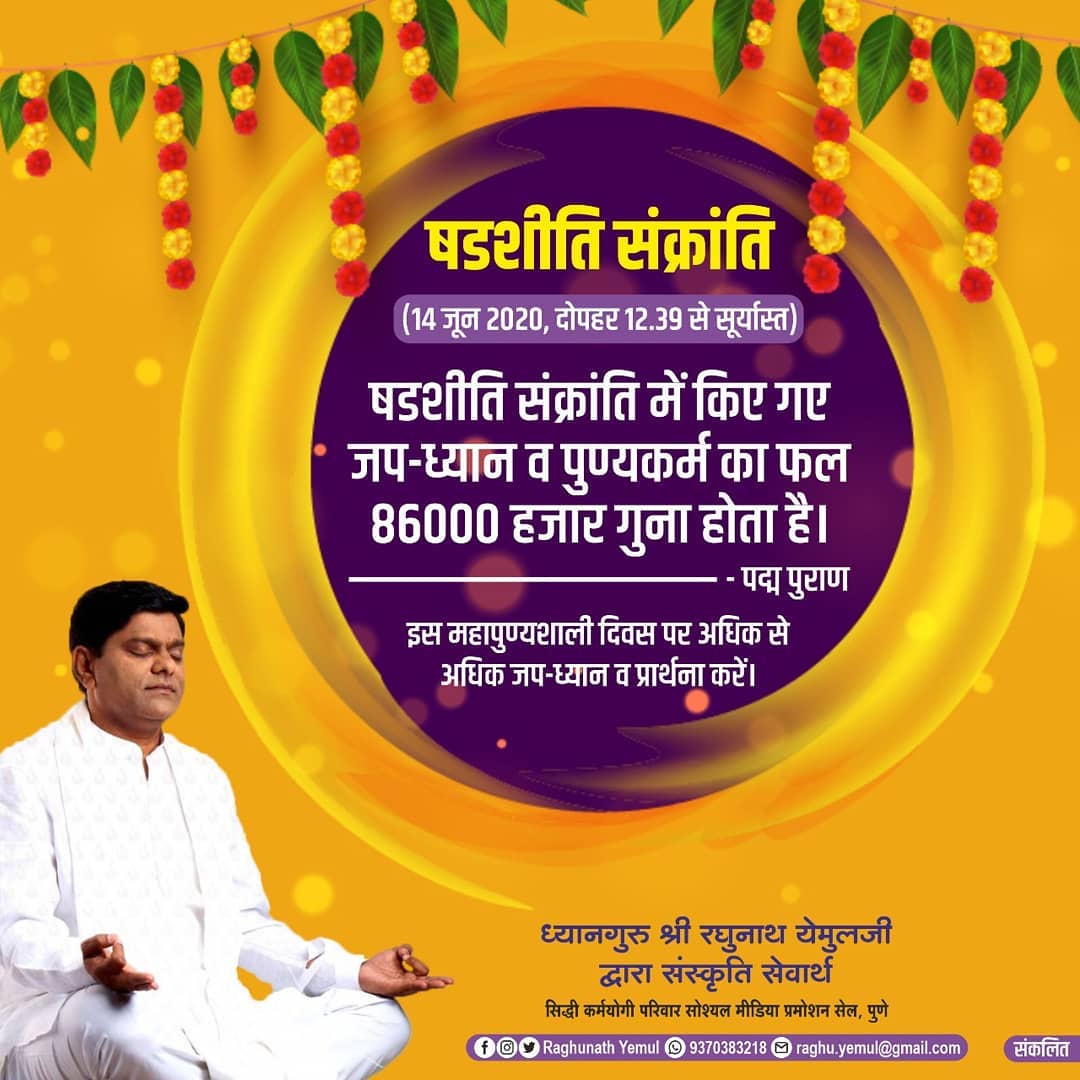 षडशीति संक्रांति
(14 जून 2020, दोपहर 12.39 से सूर्यास्त)
षडशीति संक्रांति में किए गए
जप-ध्यान व पुण्यकर्म का फल
86000 हजार गुना होता है।
- पद्म पुराण
इस महापुण्यशाली दिवस पर अधिक से
अधिक जप-ध्यान व प्रार्थना करें।
ध्यानगुरु श्री रघुनाथ येमुलजी
द्वारा संस्कृति सेवार्थ
सिद्धी कर्मयोगी परिवार सोश्यल मीडिया प्रमोशन सेल, पुणे
Raghunath Yemul 9370383218 raghu.yemul@gmail.com
संकलित